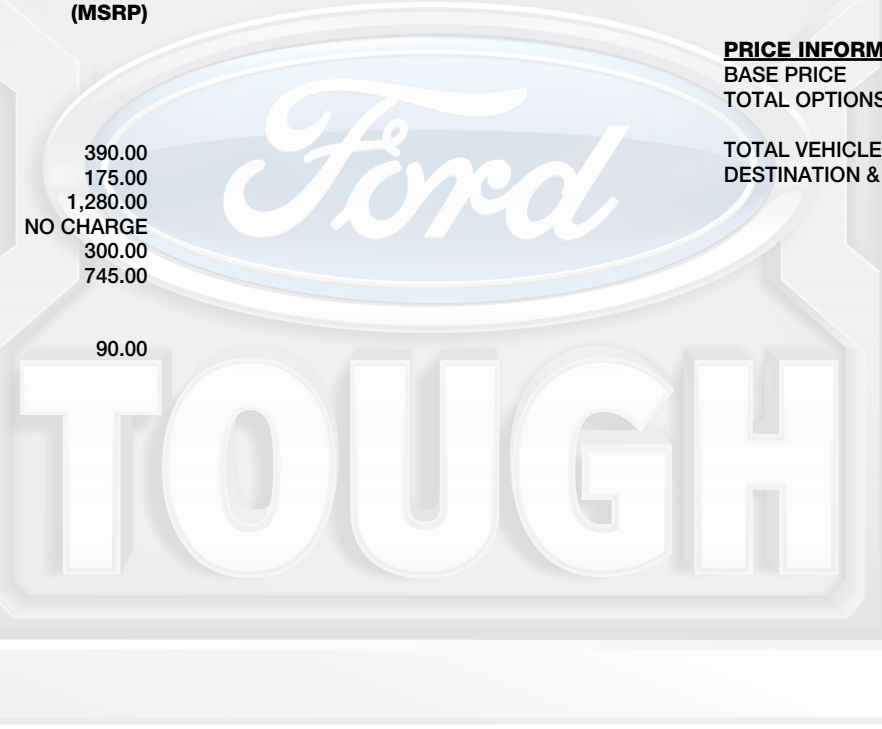 (MSRP)
390.00
175.00
1,280.00
NO CHARGE
300.00
745.00
90.00
PRICE INFORM
BASE PRICE
TOTAL OPTIONS
TOTAL VEHICLE
DESTINATION &
Ford
TOUGH